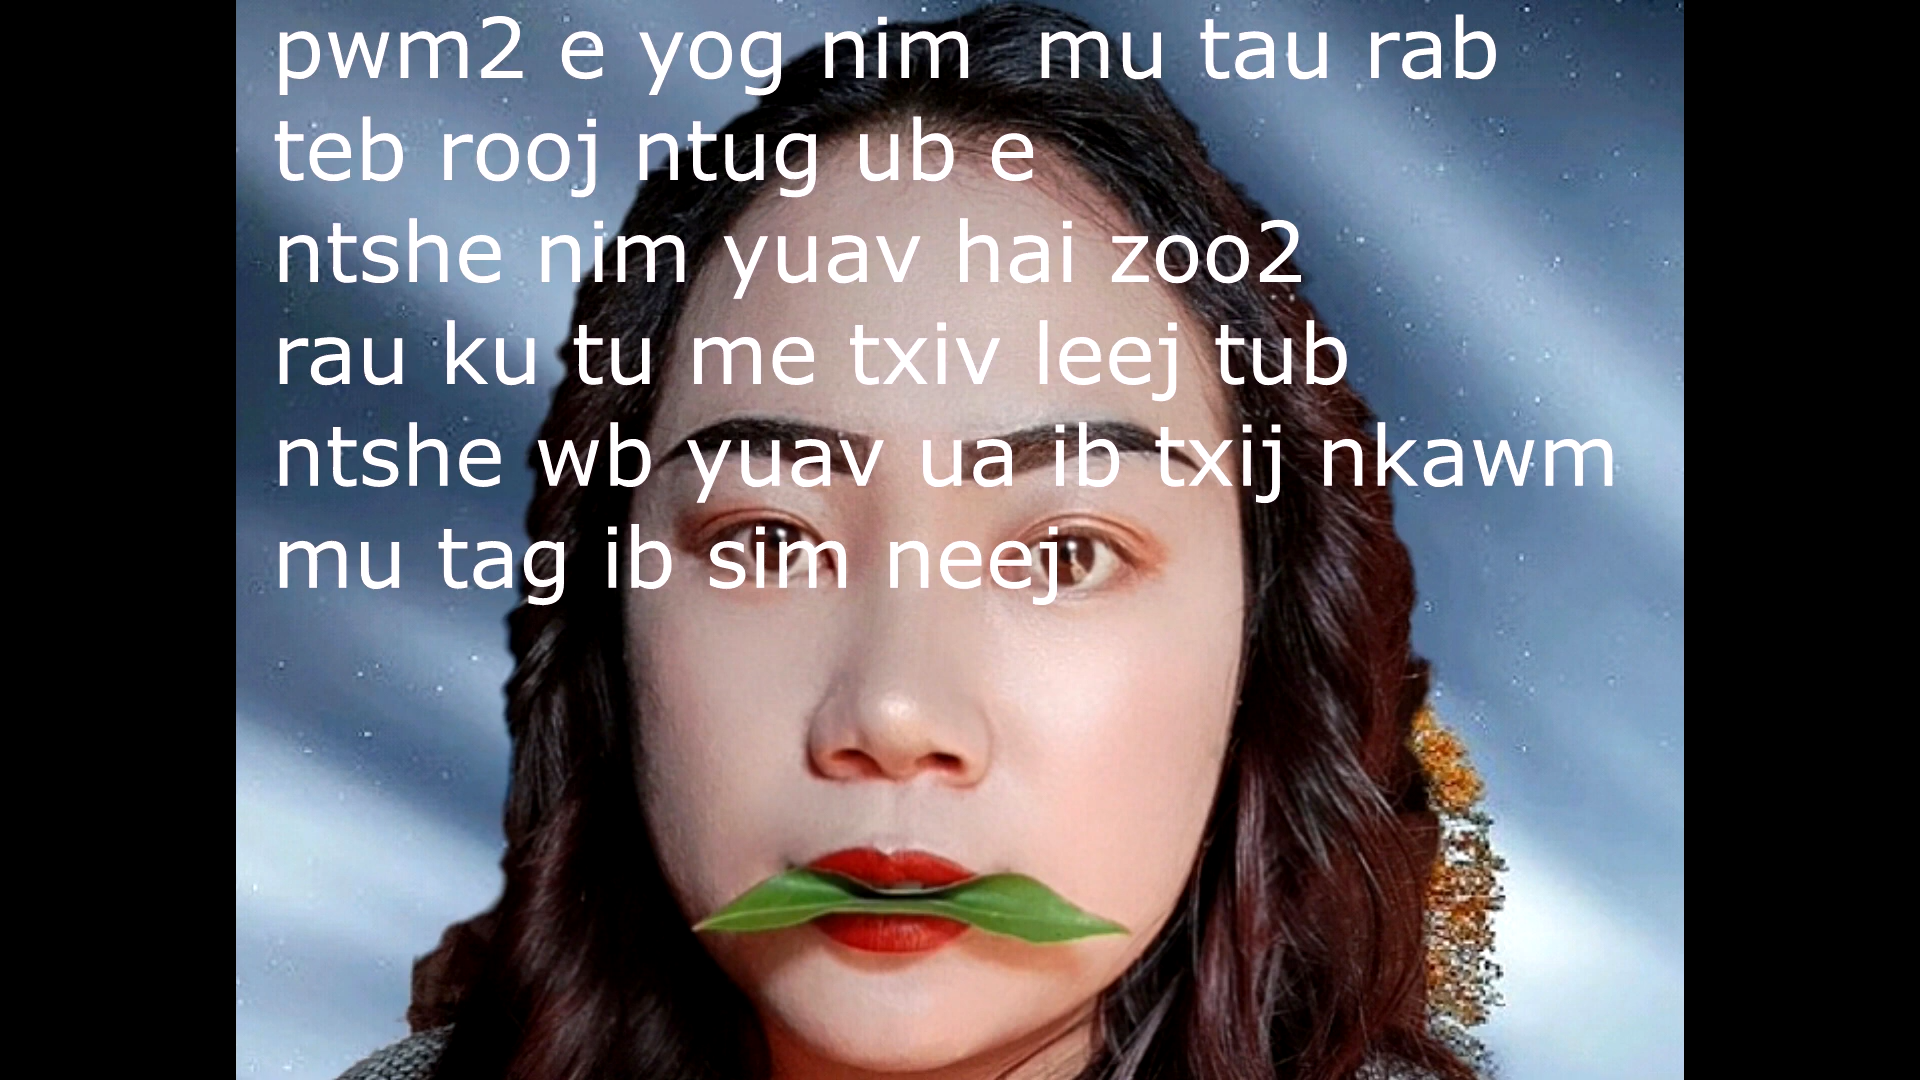 pwm2 e yog nim  mu tau rab
teb rooj ntug ub e
ntshe nim yuav hai zoo2
rau ku tu me txiv leej tub
ntshe wb yuav ua ib txij nkawm
mu tag ib sim neej